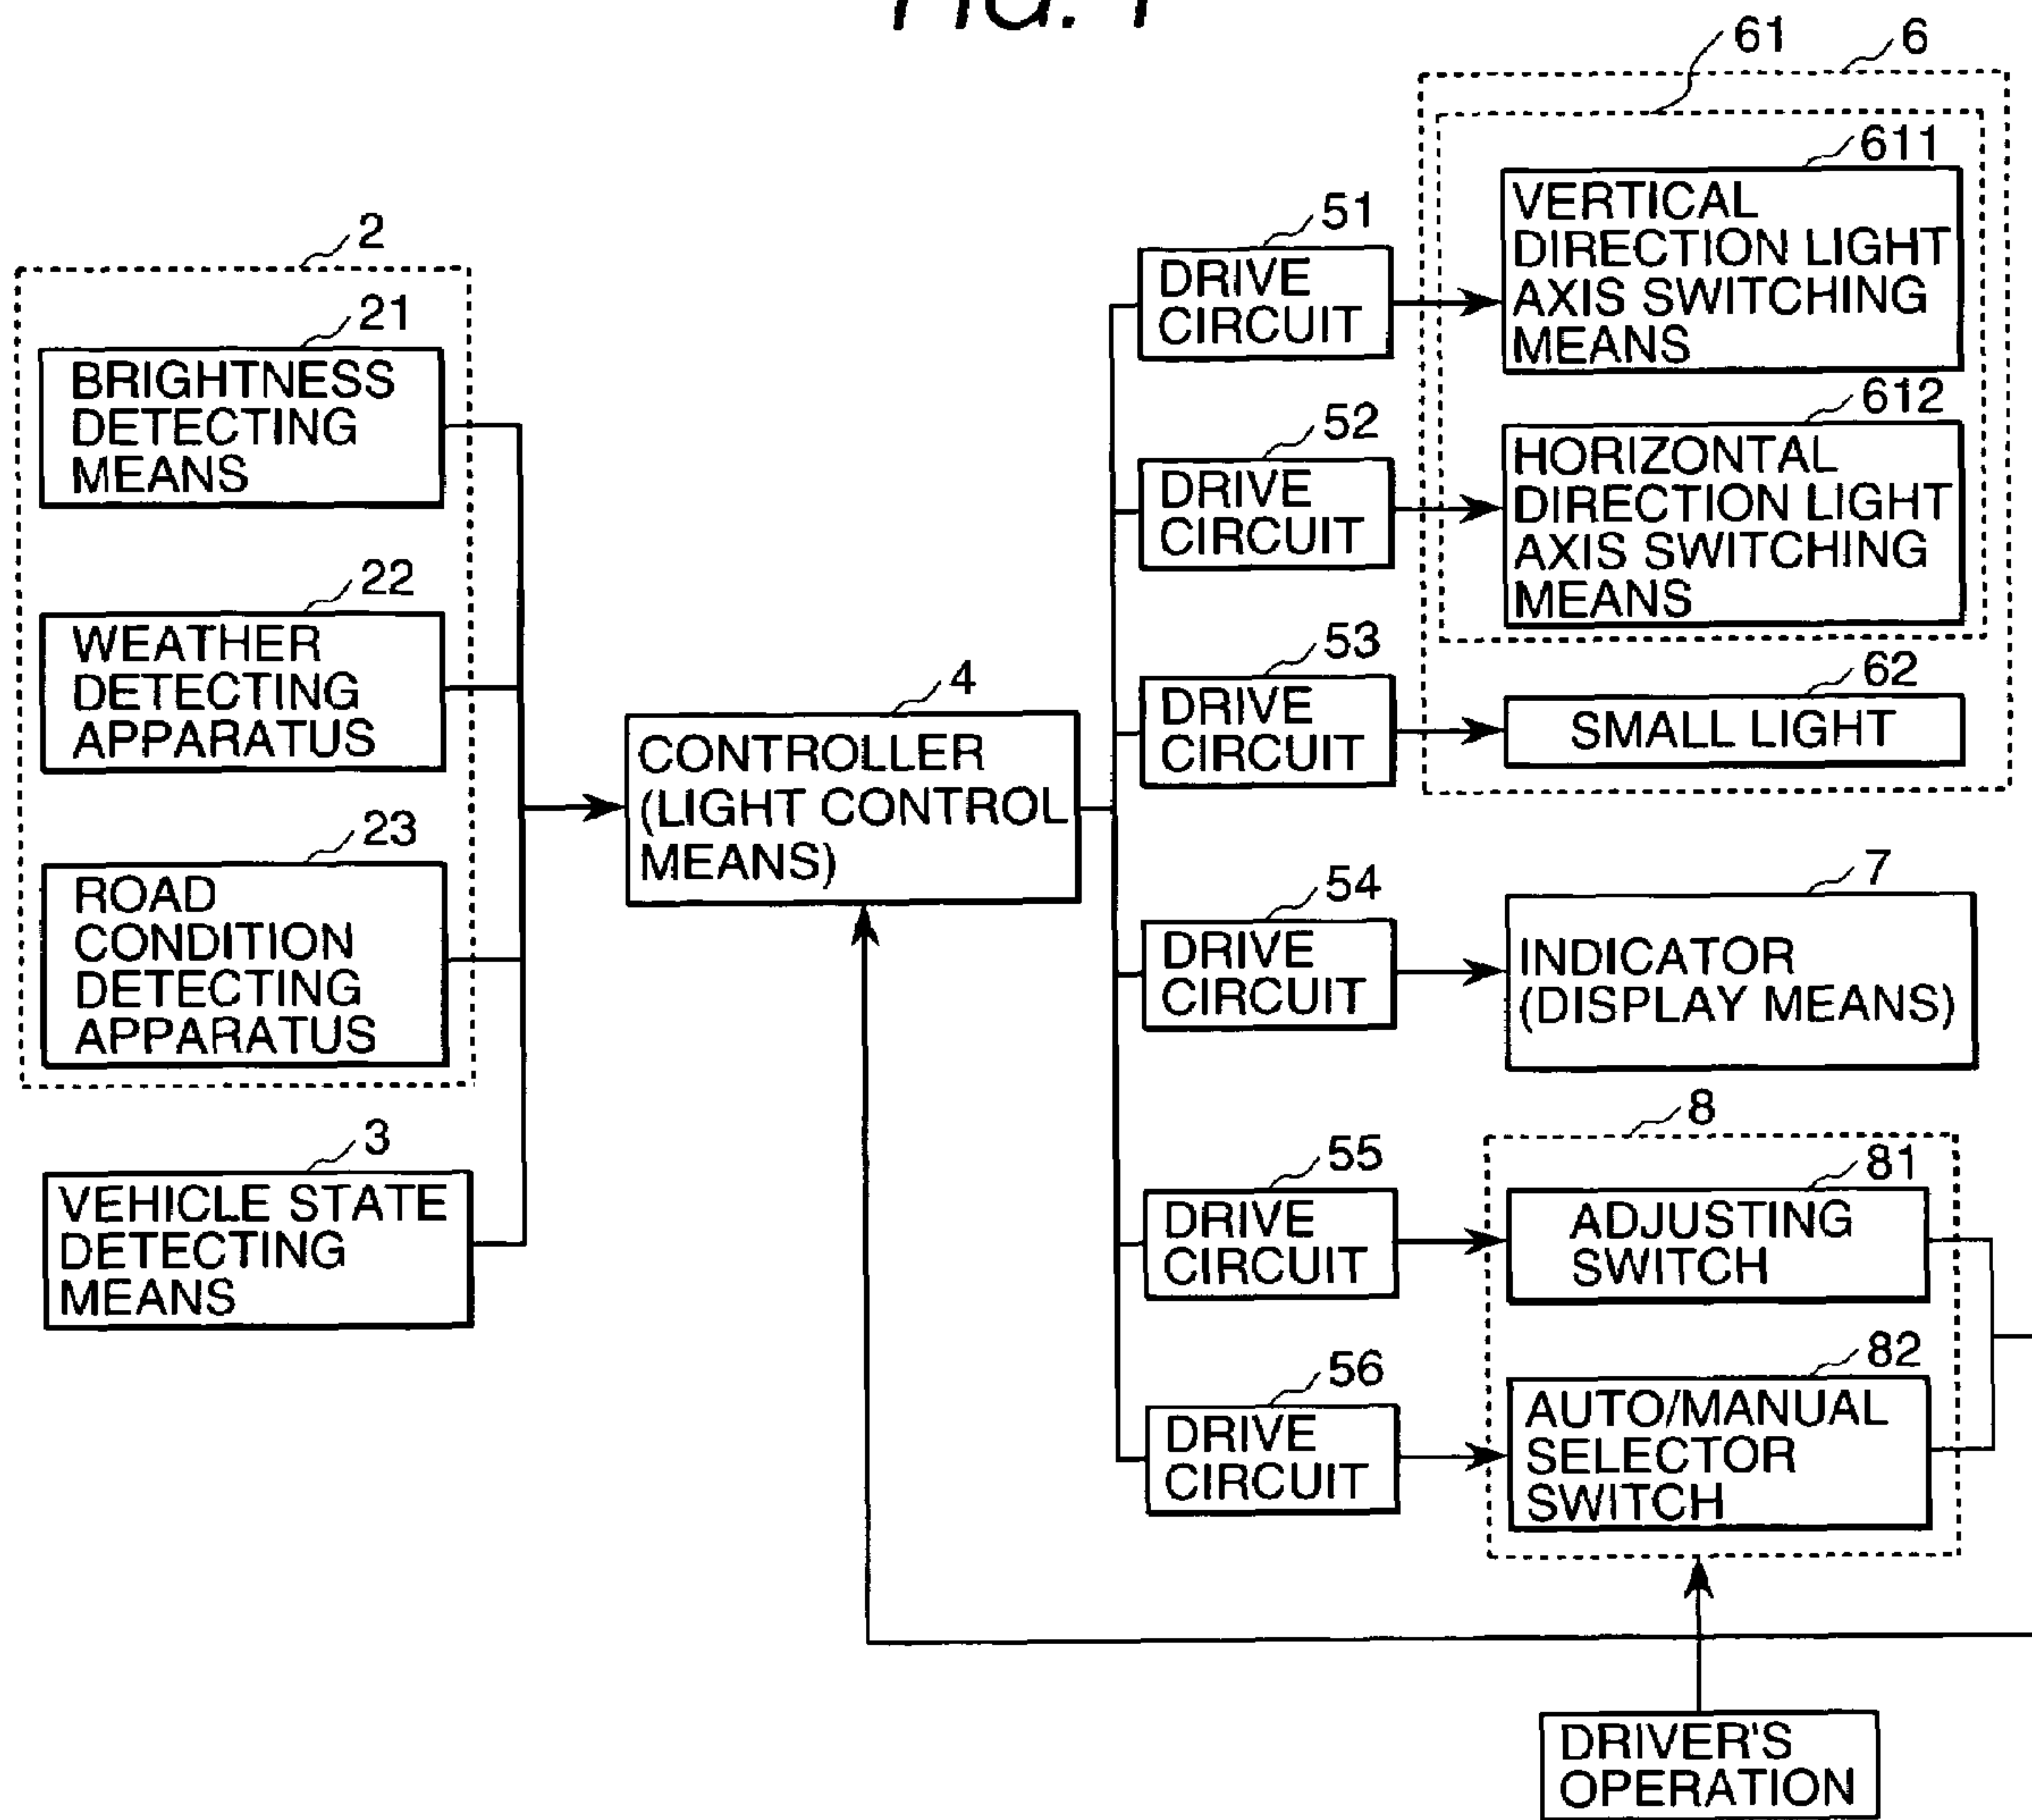 FIG. 1
61
6
611
VERTICAL
DIRECTION LIGHT
AXIS SWITCHING
MEANS
612
HORIZONTAL
DIRECTION LIGHT
AXIS SWITCHING
MEANS
62
SMALL LIGHT
2
21
BRIGHTNESS
DETECTING
MEANS
22
WEATHER
DETECTING
APPARATUS
23
ROAD
CONDITION
DETECTING
APPARATUS
3
VEHICLE STATE
DETECTING
MEANS
4
CONTROLLER
(LIGHT CONTROL
MEANS)
51
DRIVE
CIRCUIT
52
DRIVE
CIRCUIT
53
DRIVE
CIRCUIT
54
DRIVE
CIRCUIT
55
DRIVE
CIRCUIT
56
DRIVE
CIRCUIT
7
INDICATOR
(DISPLAY MEANS)
8
81
ADJUSTING
SWITCH
82
AUTO/MANUAL
SELECTOR
SWITCH
DRIVER'S
OPERATION